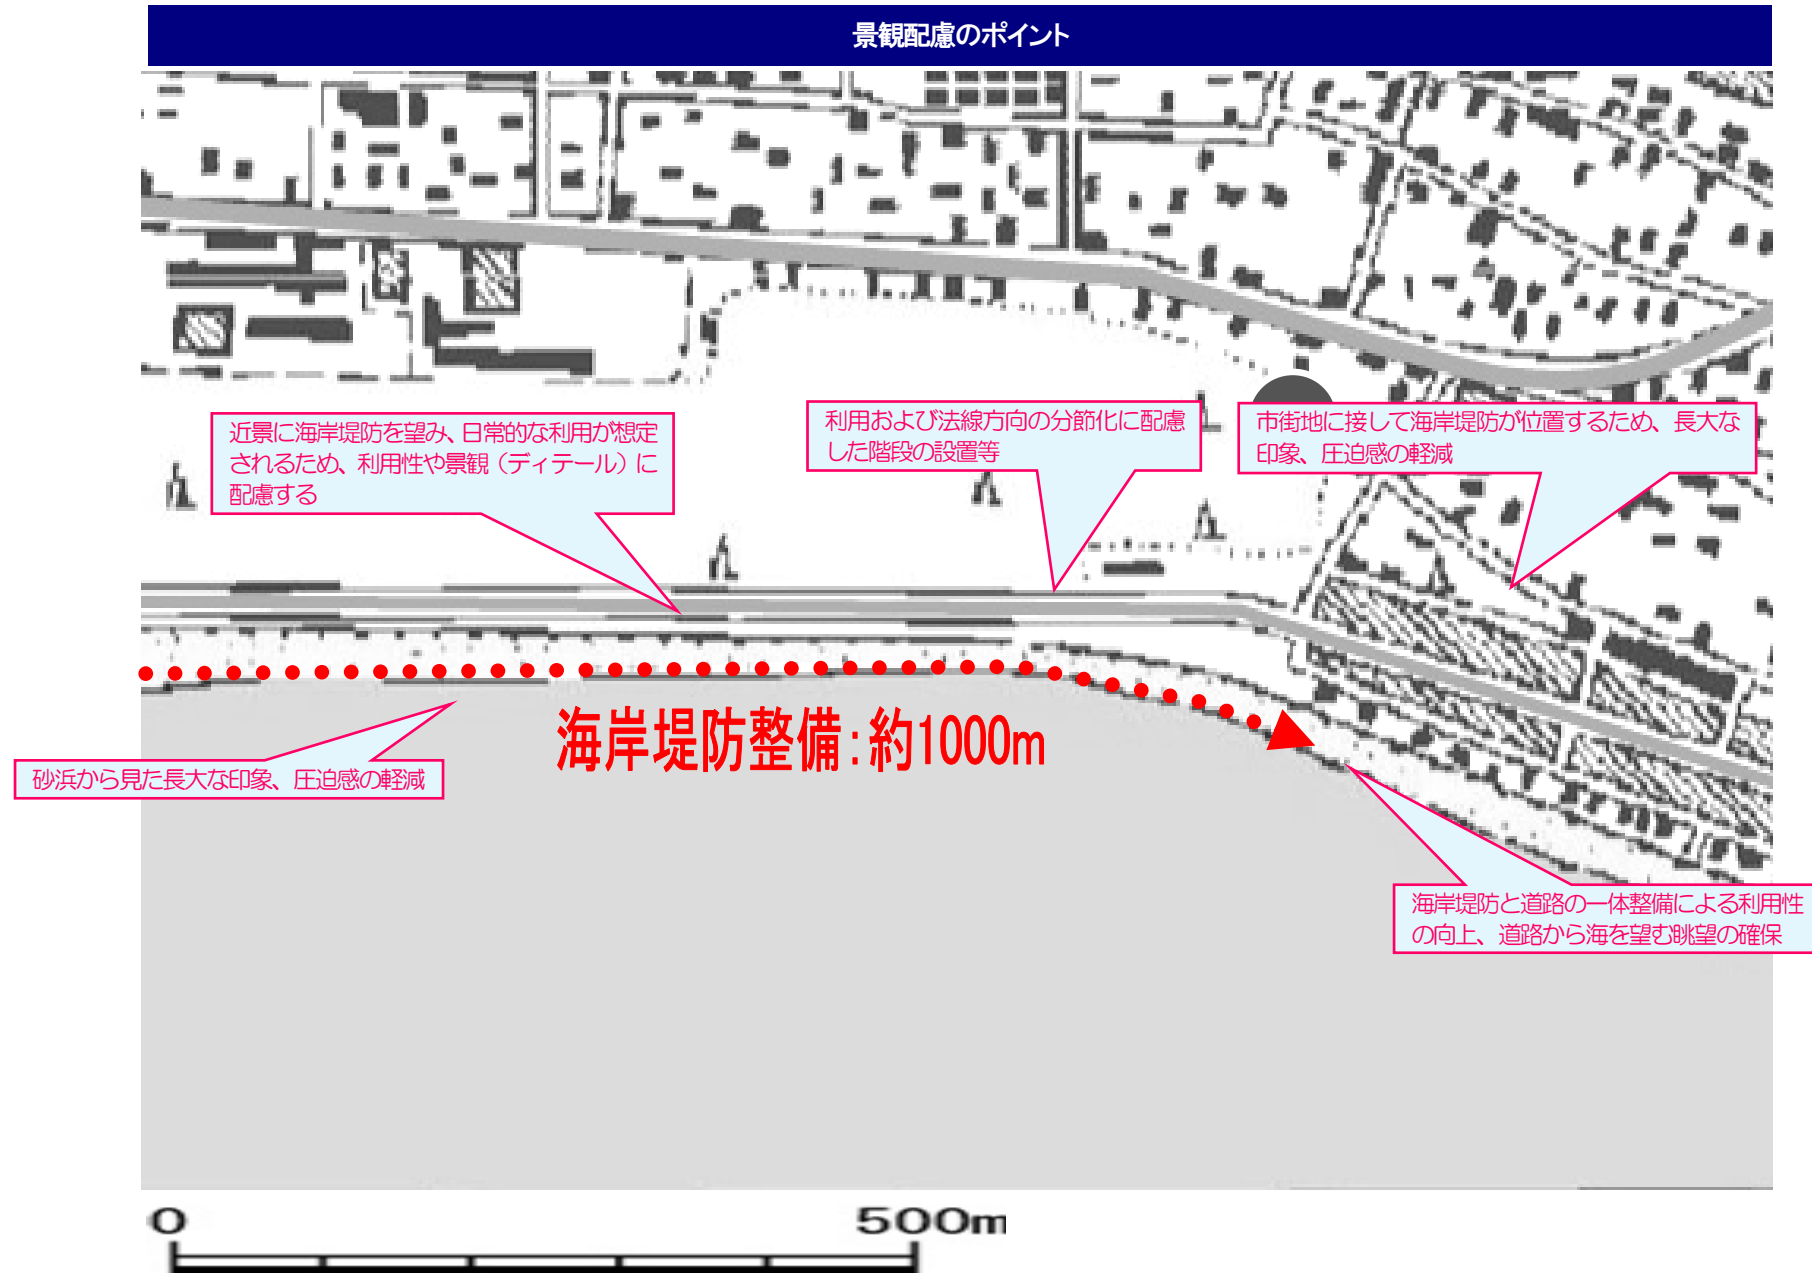 景観配慮のポイント
近景に海岸堤防を望み、日常的な利用が想定
されるため、利用性や景観（ディテール）に
配慮する
利用および法線方向の分節化に配慮
した階段の設置等
市街地に接して海岸堤防が位置するため、長大な
印象、圧迫感の軽減
海岸堤防整備：約1000m
砂浜から見た長大な印象、圧迫感の軽減
海岸堤防と道路の一体整備による利用性
の向上、道路から海を望む眺望の確保
0 500m